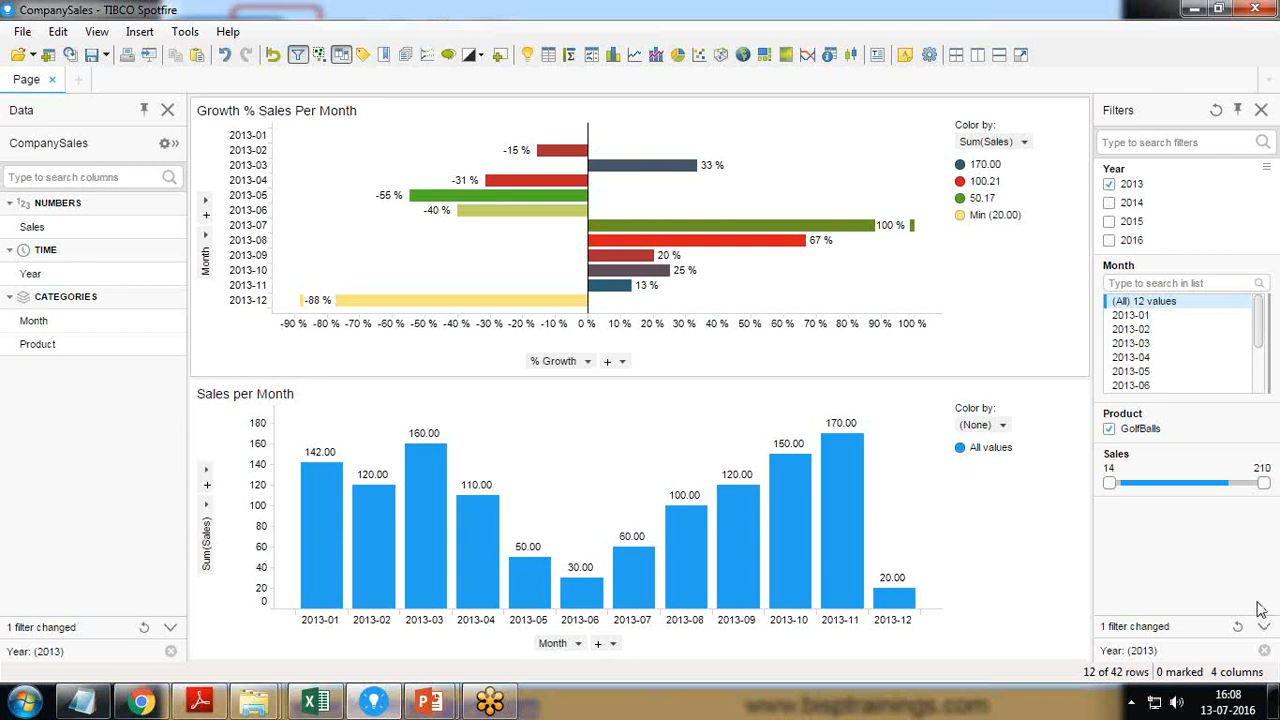 CompanySales - TIBCO Spotfire
File Edit View Insert Tools Help
Page
Data
CompanySales
Type to search columns
NUMBERS
Sales
TIME
Year
CATEGORIES
Month
Product
1 filter changed
Year: (2013)
Growth % Sales Per Month
2013-01
2013-02 -15 %
2013-03 33 %
2013-04 -31 %
2013-05 -55 %
2013-06 -40 %
2013-07 100 %
2013-08 67 %
2013-09 20 %
2013-10 25 %
2013-11 13 %
2013-12 -88 %
Month
-90 % -80 % -70 % -60 % -50 % -40 % -30 % -20 % -10 % 0 % 10 % 20 % 30 % 40 % 50 % 60 % 70 % 80 % 90 % 100 %
% Growth
Color by:
Sum(Sales)
170.00
100.21
50.17
Min (20.00)
Sales per Month
180
160
140
120
100
80
60
40
20
0
Sum(Sales)
142.00 120.00 160.00 110.00 50.00 30.00 60.00 100.00 120.00 150.00 170.00 20.00
2013-01 2013-02 2013-03 2013-04 2013-05 2013-06 2013-07 2013-08 2013-09 2013-10 2013-11 2013-12
Month
Color by:
(None)
All values
Filters
Type to search filters
Year
2013
2014
2015
2016
Month
Type to search in list
(All) 12 values
2013-01
2013-02
2013-03
2013-04
2013-05
2013-06
Product
GolfBalls
Sales
14 210
1 filter changed
Year: (2013)
12 of 42 rows 0 marked 4 columns
16:08
13-07-2016